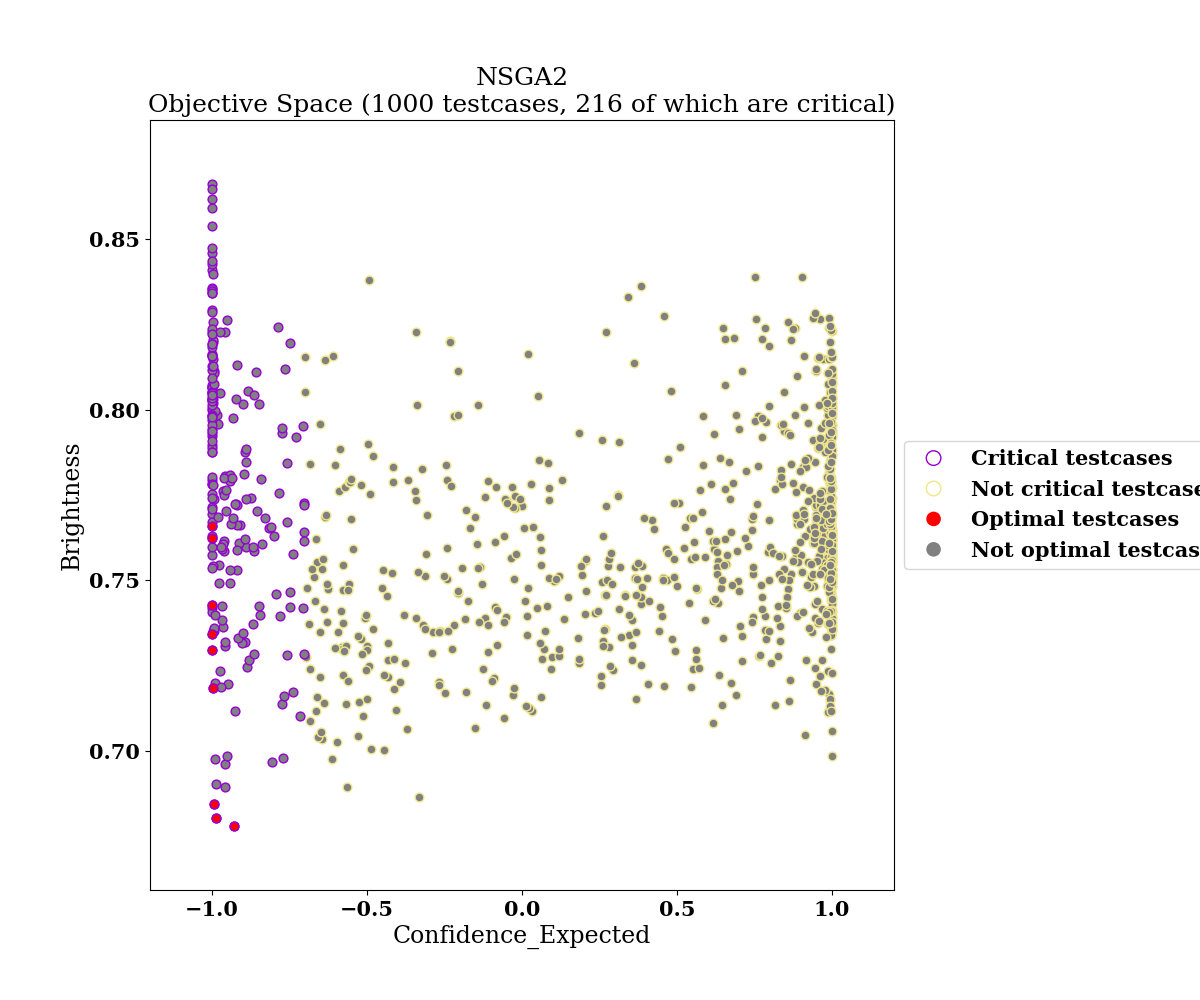 NSGA2
Objective Space (1000 testcases, 216 of which are critical)
0.85
0.80
0.75
0.70
Brightness
−1.0
−0.5
0.0
0.5
1.0
Confidence_Expected
Critical testcases
Not critical testcase
Optimal testcases
Not optimal testcas